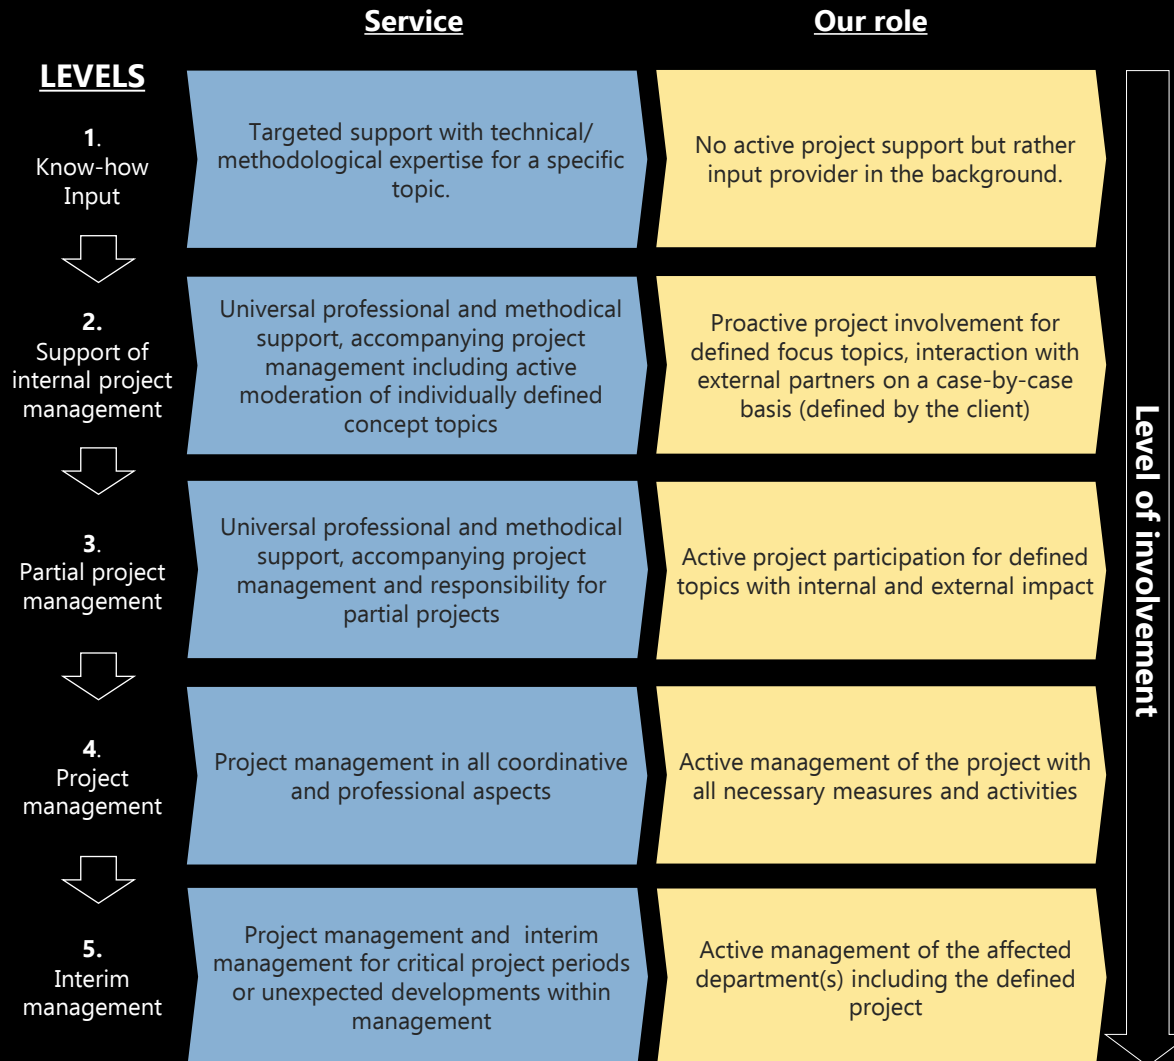 Service
Our role
LEVELS
1.
Know-how
Input
Targeted support with technical/
methodological expertise for a specific
topic.
No active project support but rather
input provider in the background.
2.
Support of
internal project
management
Universal professional and methodical
support, accompanying project
management including active
moderation of individually defined
concept topics
Proactive project involvement for
defined focus topics, interaction with
external partners on a case-by-case
basis (defined by the client)
3.
Partial project
management
Universal professional and methodical
support, accompanying project
management and responsibility for
partial projects
Active project participation for defined
topics with internal and external impact
4.
Project
management
Project management in all coordinative
and professional aspects
Active management of the project with
all necessary measures and activities
5.
Interim
management
Project management and  interim
management for critical project periods
or unexpected developments within
management
Active management of the affected
department(s) including the defined
project
Level of involvement